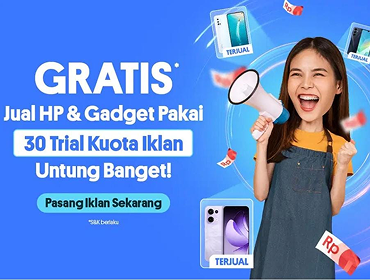 GRATIS*
Jual HP & Gadget Pakai
30 Trial Kuota Iklan
Untung Banget!
Pasang Iklan Sekarang
*S&K berlaku
TERJUAL
TERJUAL
TERJUAL
Rp
Rp